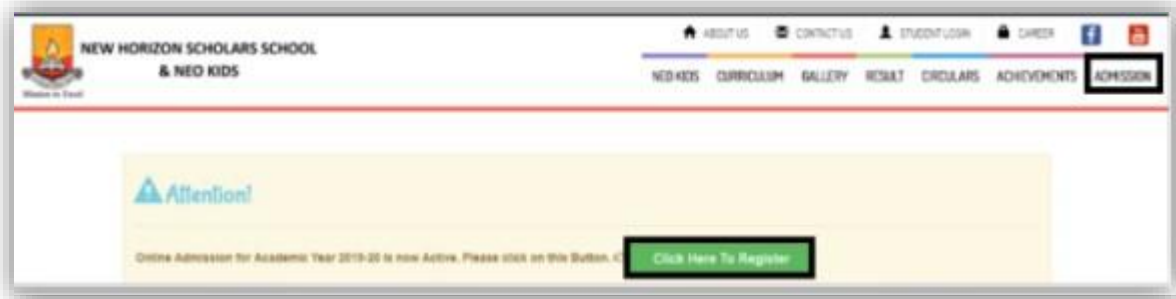 ABOUT US CONTACT US STUDENT LOGIN CAREER
NEW HORIZON SCHOLARS SCHOOL
& NEO KIDS
NEO KIDS CURRICULUM GALLERY RESULT CIRCULARS ACHIEVEMENTS ADMISSION
Attention!
Online Admission for Academic Year 2019-20 is now Active. Please click on this Button. Click Here To Register